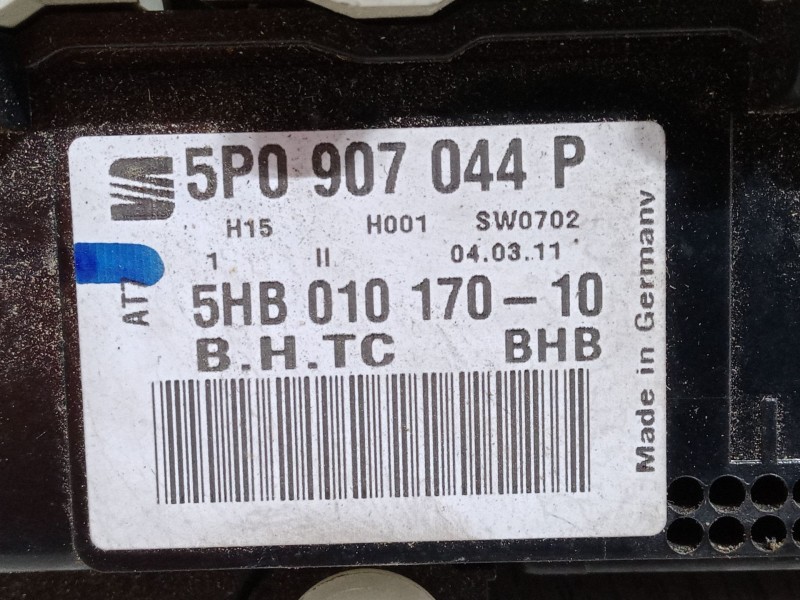 5P0 907 044 P
H15 H001 SW0702
1 II 04.03.11
5HB 010 170-10
B.H.TC BHB
Made in Germany